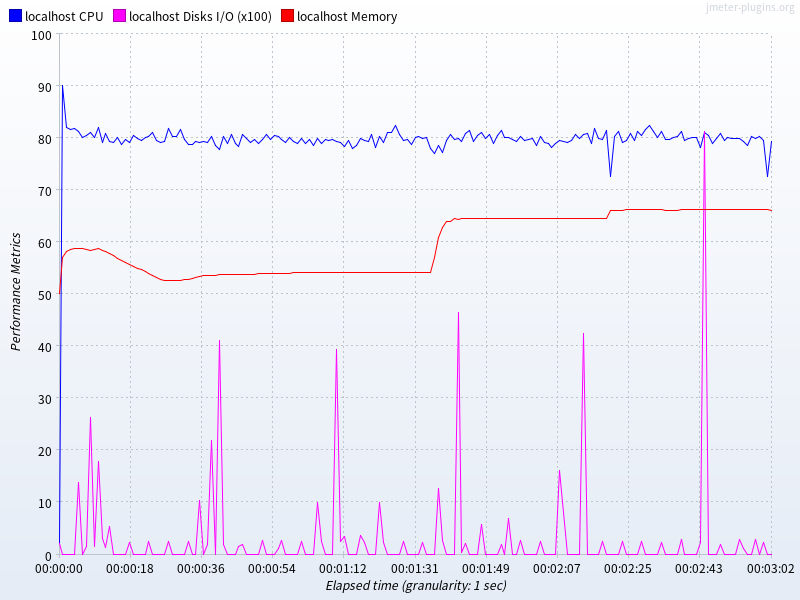 jmeter-plugins.org
localhost CPU localhost Disks I/O (x100) localhost Memory
100
90
80
70
60
50
40
30
20
10
0
Performance Metrics
00:00:00 00:00:18 00:00:36 00:00:54 00:01:12 00:01:31 00:01:49 00:02:07 00:02:25 00:02:43 00:03:02
Elapsed time (granularity: 1 sec)